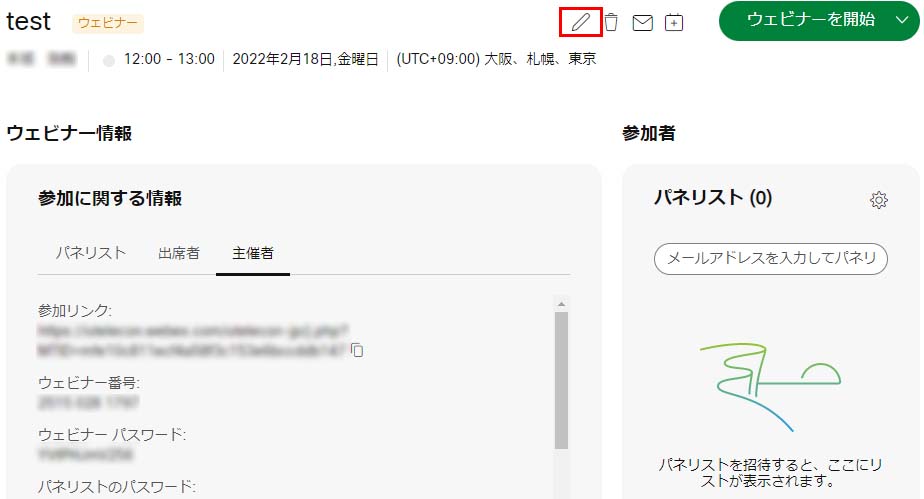 test ウェビナー ウェビナーを開始
12:00 - 13:00 2022年2月18日,金曜日 (UTC+09:00) 大阪、札幌、東京
ウェビナー情報
参加に関する情報
パネリスト 出席者 主催者
参加リンク:
ウェビナー番号:
ウェビナー パスワード:
パネリストのパスワード:
参加者
パネリスト (0)
メールアドレスを入力してパネリ
パネリストを招待すると、ここにリ
ストが表示されます。